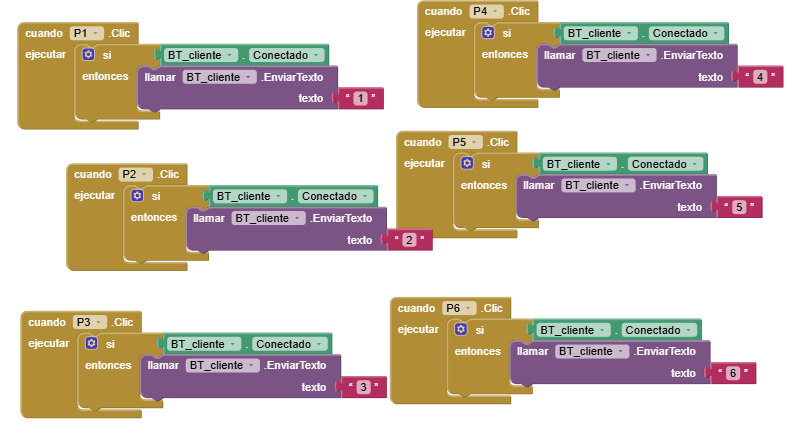 cuando P1 .Clic
ejecutar si BT_cliente . Conectado
entonces llamar BT_cliente .EnviarTexto
texto " 1 "
cuando P4 .Clic
ejecutar si BT_cliente . Conectado
entonces llamar BT_cliente .EnviarTexto
texto " 4 "
cuando P2 .Clic
ejecutar si BT_cliente . Conectado
entonces llamar BT_cliente .EnviarTexto
texto " 2 "
cuando P5 .Clic
ejecutar si BT_cliente . Conectado
entonces llamar BT_cliente .EnviarTexto
texto " 5 "
cuando P3 .Clic
ejecutar si BT_cliente . Conectado
entonces llamar BT_cliente .EnviarTexto
texto " 3 "
cuando P6 .Clic
ejecutar si BT_cliente . Conectado
entonces llamar BT_cliente .EnviarTexto
texto " 6 "